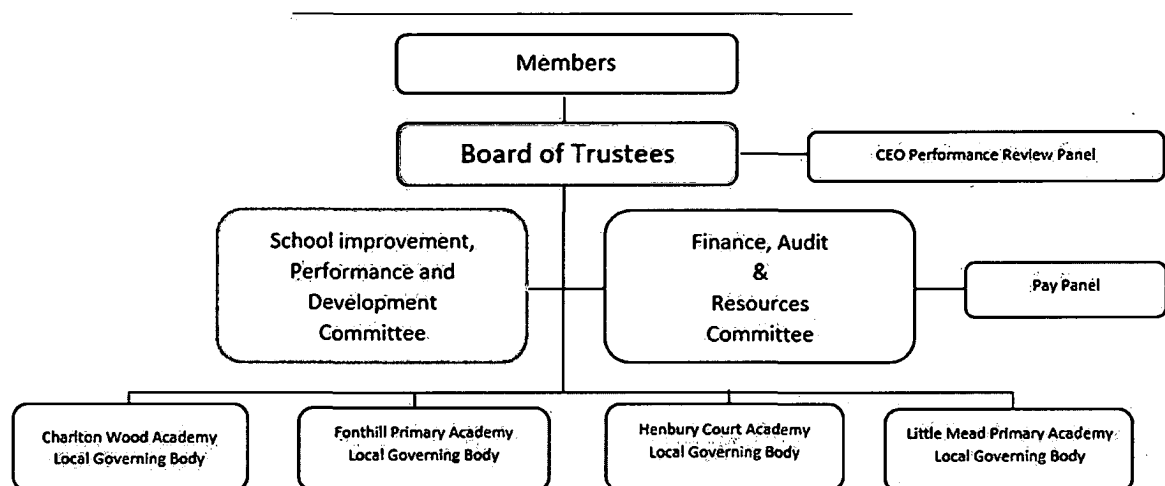 Members
Board of Trustees
CEO Performance Review Panel
School improvement,
Performance and
Development
Committee
Finance, Audit
&
Resources
Committee
Pay Panel
Charlton Wood Academy
Local Governing Body
Fonthill Primary Academy
Local Governing Body
Henbury Court Academy
Local Governing Body
Little Mead Primary Academy
Local Governing Body